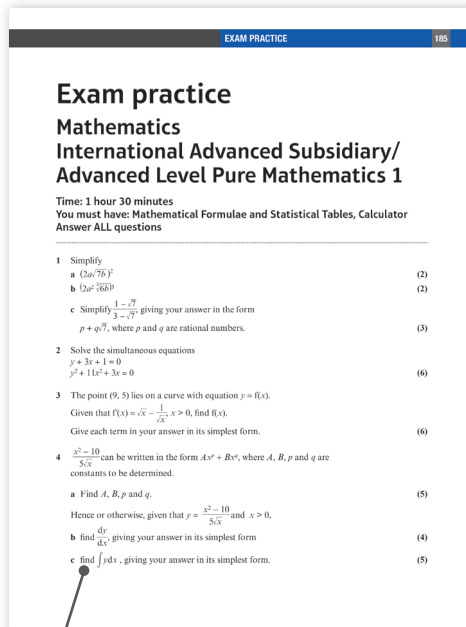 EXAM PRACTICE 185
Exam practice
Mathematics
International Advanced Subsidiary/
Advanced Level Pure Mathematics 1
Time: 1 hour 30 minutes
You must have: Mathematical Formulae and Statistical Tables, Calculator
Answer ALL questions
1 Simplify
a (2a√7b)² (2)
b (2a² ∛6b)³ (2)
c Simplify (1 − √7)/(3 − √7), giving your answer in the form
p + q√7, where p and q are rational numbers. (3)
2 Solve the simultaneous equations
y + 3x + 1 = 0
y² + 11x² + 3x = 0 (6)
3 The point (9, 5) lies on a curve with equation y = f(x).
Given that f′(x) = √x − 1/√x, x > 0, find f(x).
Give each term in your answer in its simplest form. (6)
4 (x² − 10)/(5√x) can be written in the form Axᵖ + Bx^q, where A, B, p and q are
constants to be determined.
a Find A, B, p and q. (5)
Hence or otherwise, given that y = (x² − 10)/(5√x) and x > 0,
b find dy/dx, giving your answer in its simplest form (4)
c find ∫ydx , giving your answer in its simplest form. (5)